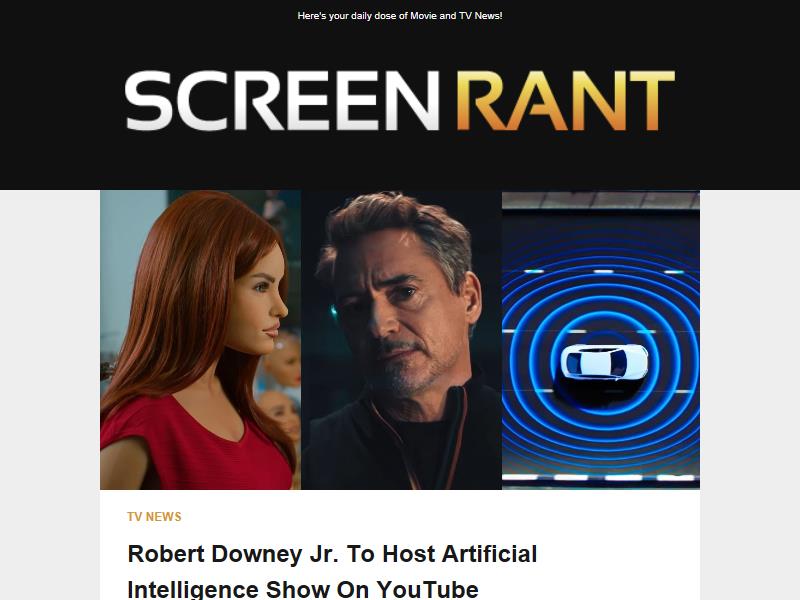 Here's your daily dose of Movie and TV News!
SCREEN RANT
TV NEWS
Robert Downey Jr. To Host Artificial
Intelligence Show On YouTube